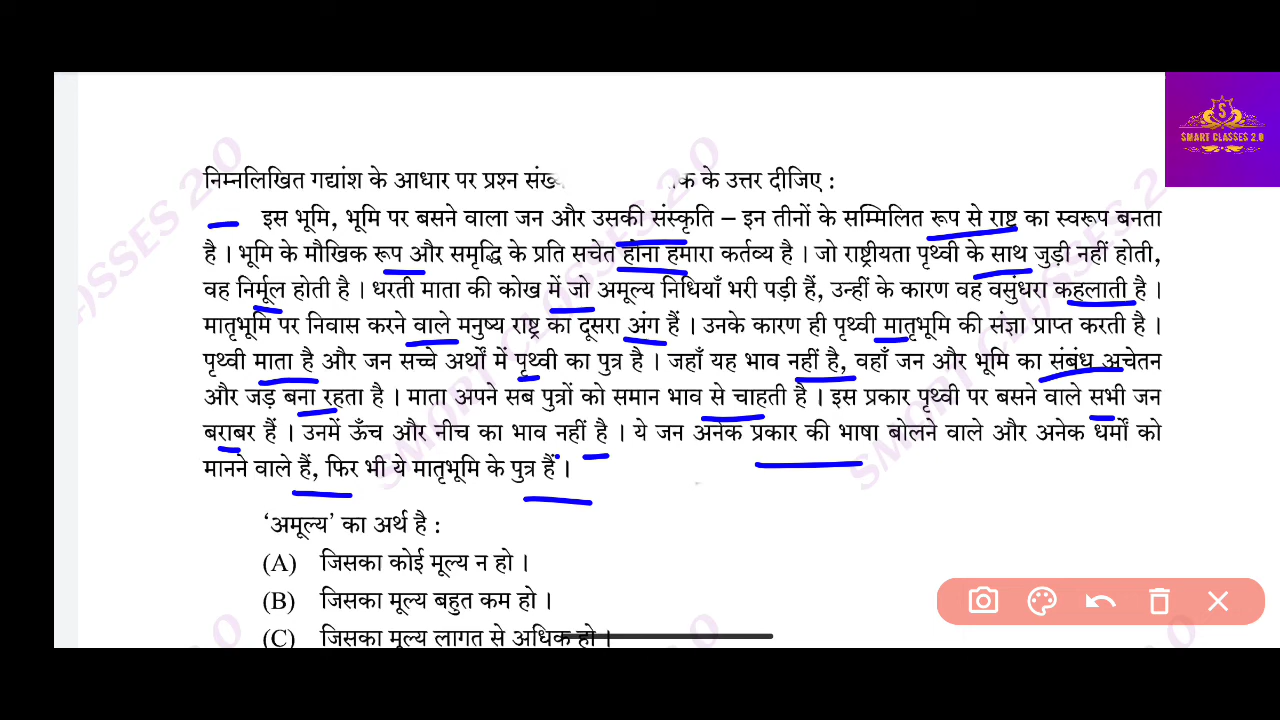 SMART CLASSES 2.0
निम्नलिखित गद्यांश के आधार पर प्रश्न के उत्तर दीजिए :
इस भूमि, भूमि पर बसने वाला जन और उसकी संस्कृति – इन तीनों के सम्मिलित रूप से राष्ट्र का स्वरूप बनता
है । भूमि के मौखिक रूप और समृद्धि के प्रति सचेत होना हमारा कर्तव्य है । जो राष्ट्रीयता पृथ्वी के साथ जुड़ी नहीं होती,
वह निर्मूल होती है । धरती माता की कोख में जो अमूल्य निधियाँ भरी पड़ी हैं, उन्हीं के कारण वह वसुंधरा कहलाती है ।
मातृभूमि पर निवास करने वाले मनुष्य राष्ट्र का दूसरा अंग हैं । उनके कारण ही पृथ्वी मातृभूमि की संज्ञा प्राप्त करती है ।
पृथ्वी माता है और जन सच्चे अर्थों में पृथ्वी का पुत्र है । जहाँ यह भाव नहीं है, वहाँ जन और भूमि का संबंध अचेतन
और जड़ बना रहता है । माता अपने सब पुत्रों को समान भाव से चाहती है । इस प्रकार पृथ्वी पर बसने वाले सभी जन
बराबर हैं । उनमें ऊँच और नीच का भाव नहीं है । ये जन अनेक प्रकार की भाषा बोलने वाले और अनेक धर्मों को
मानने वाले हैं, फिर भी ये मातृभूमि के पुत्र हैं ।
‘अमूल्य’ का अर्थ है :
(A) जिसका कोई मूल्य न हो ।
(B) जिसका मूल्य बहुत कम हो ।
(C) जिसका मूल्य लागत से अधिक हो ।